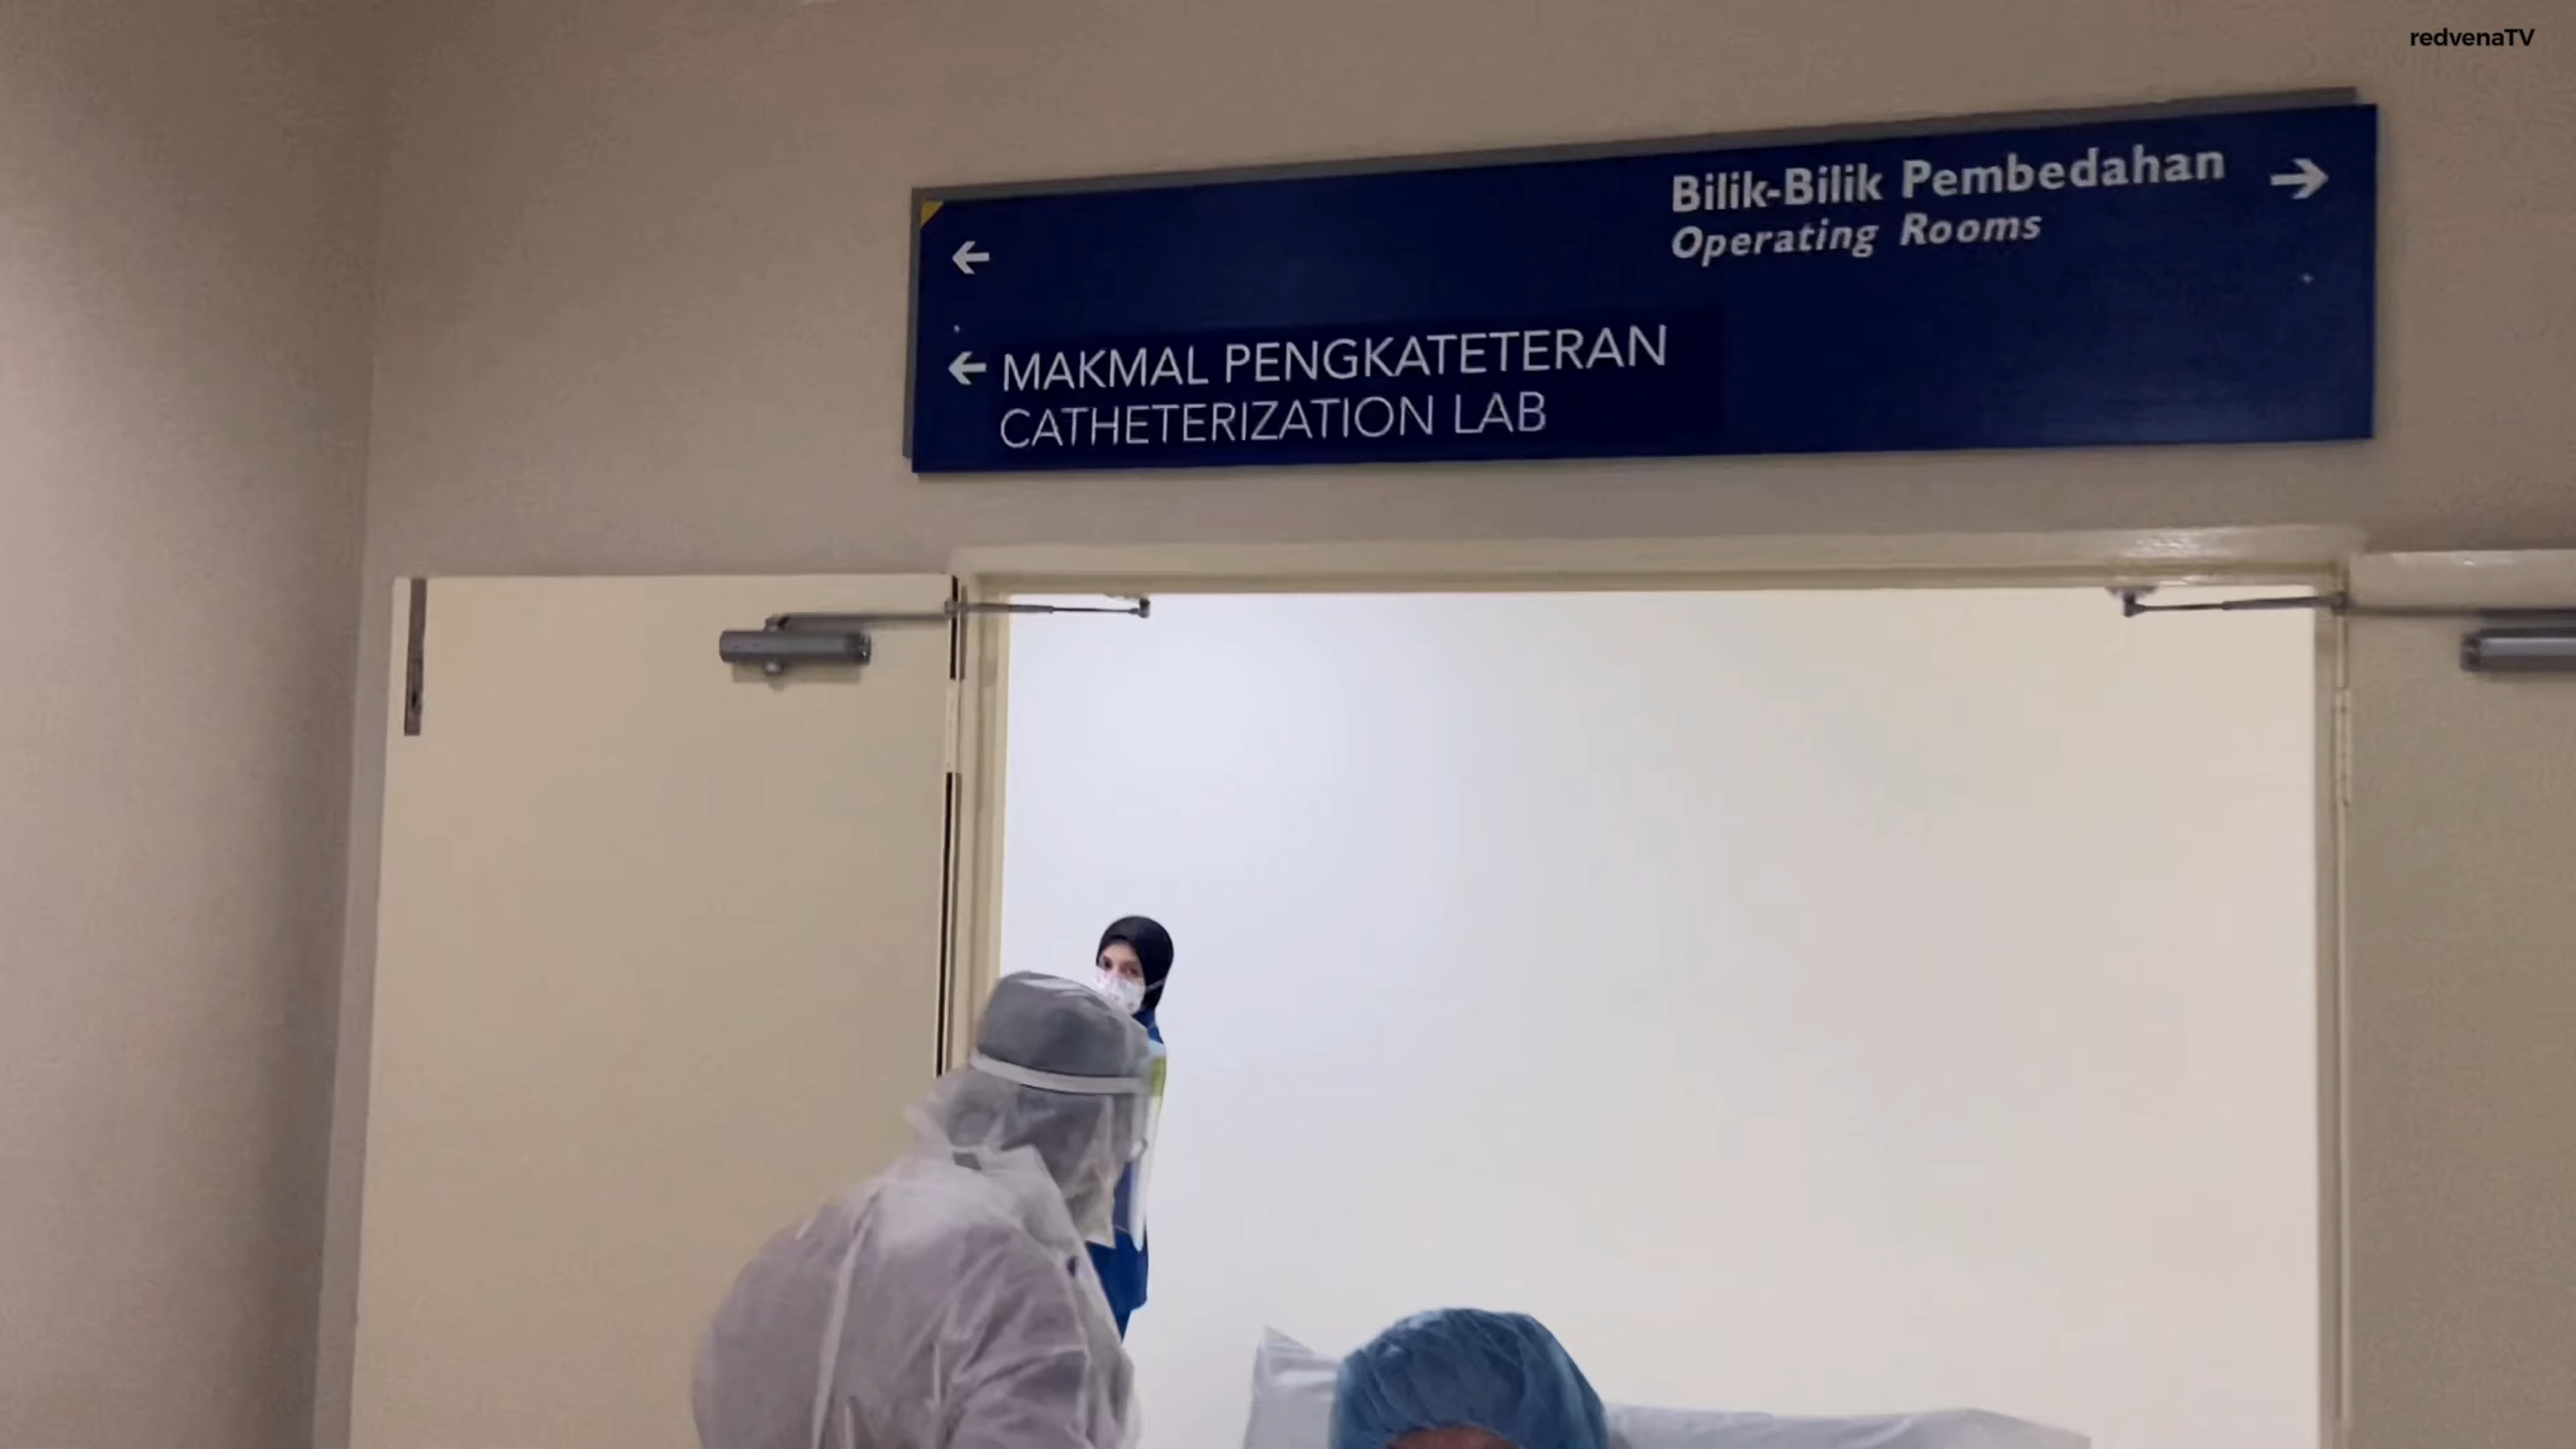 redvenaTV
Bilik-Bilik Pembedahan →
Operating Rooms
←
← MAKMAL PENGKATETERAN
CATHETERIZATION LAB